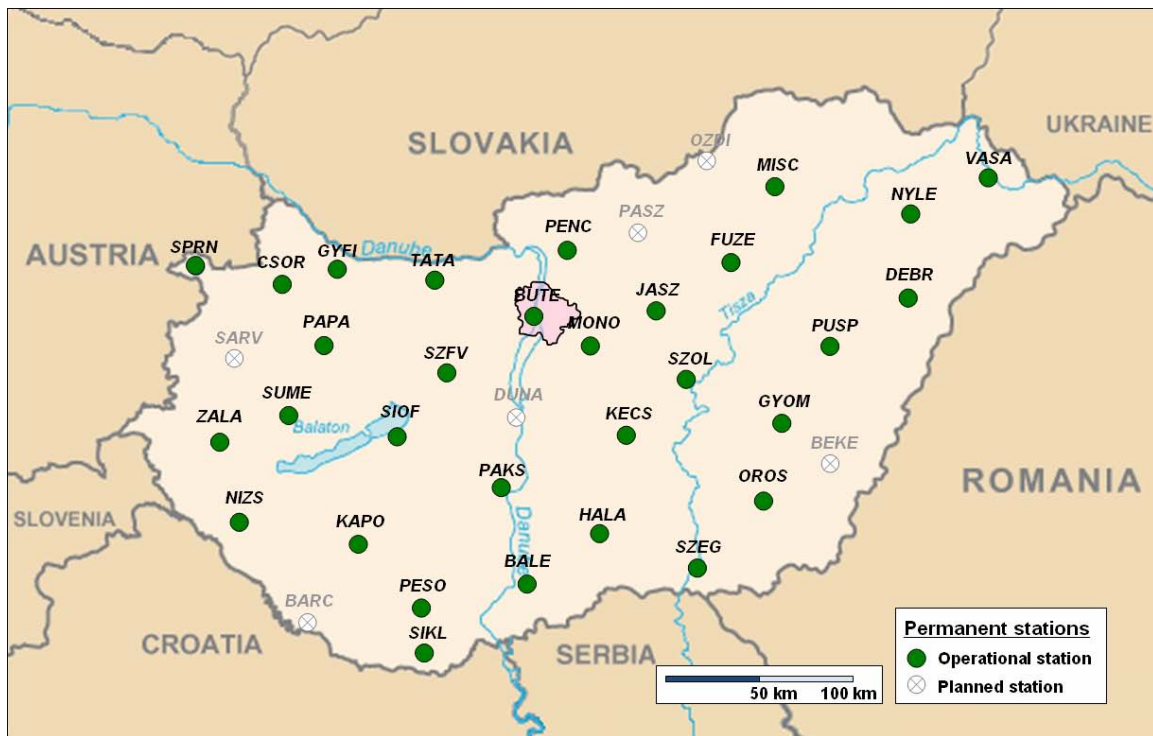 UKRAINE
SLOVAKIA
OZDI
MISC
VASA
NYLE
PASZ
PENC
AUSTRIA
SPRN
CSOR
GYFI
Danube
TATA
FUZE
DEBR
BUTE
JASZ
Tisza
PAPA
MONO
PUSP
SARV
SZFV
SZOL
SUME
DUNA
ZALA
Balaton
SIOF
KECS
GYOM
BEKE
PAKS
OROS
ROMANIA
NIZS
SLOVENIA
KAPO
HALA
Danube
SZEG
BALE
PESO
BARC
SIKL
CROATIA
SERBIA
50 km
100 km
Permanent stations
Operational station
Planned station